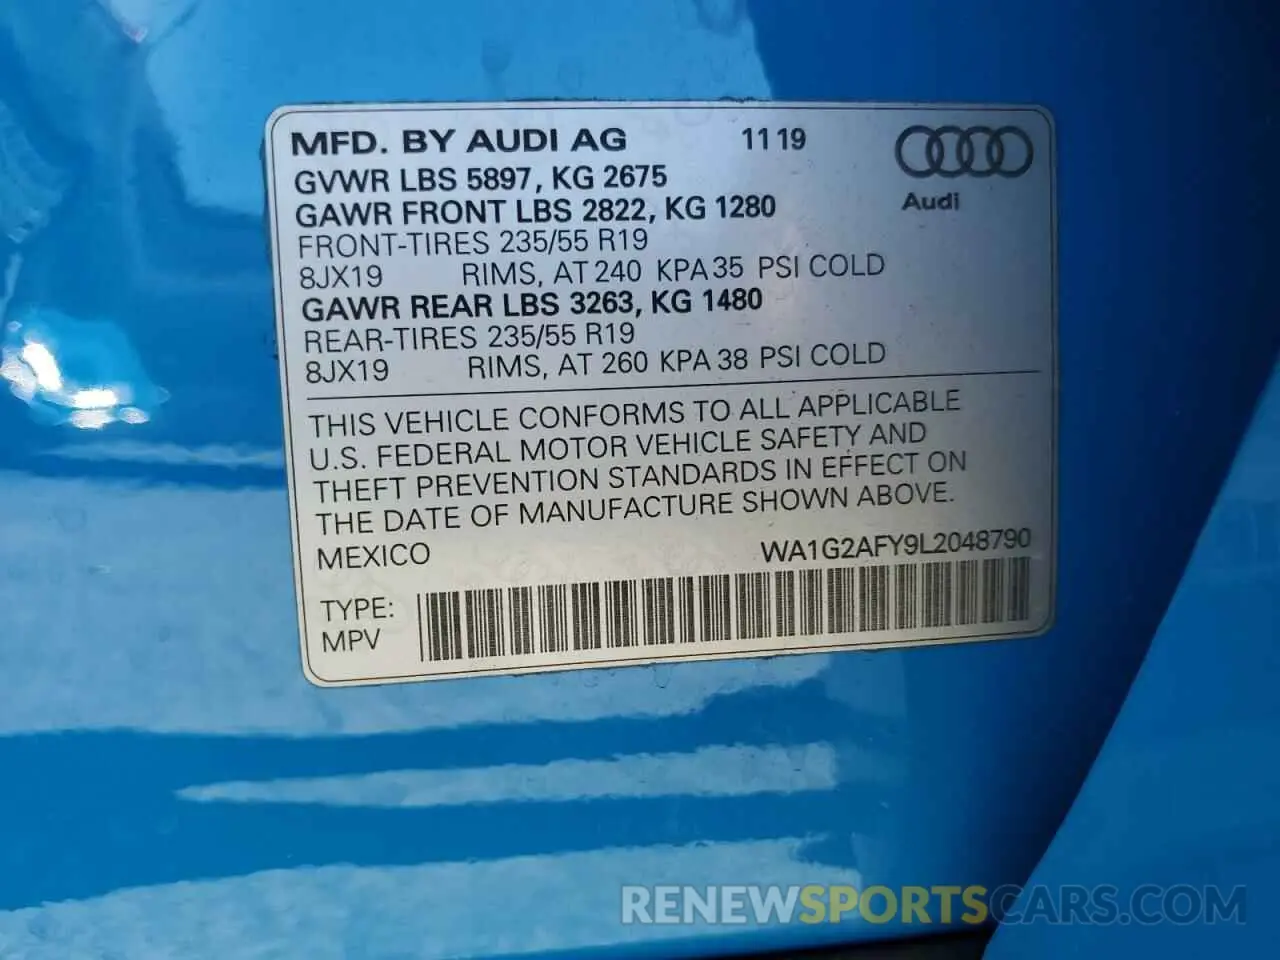 MFD. BY AUDI AG 11 19
GVWR LBS 5897, KG 2675
GAWR FRONT LBS 2822, KG 1280
Audi
FRONT-TIRES 235/55 R19
8JX19 RIMS, AT 240 KPA 35 PSI COLD
GAWR REAR LBS 3263, KG 1480
REAR-TIRES 235/55 R19
8JX19 RIMS, AT 260 KPA 38 PSI COLD
THIS VEHICLE CONFORMS TO ALL APPLICABLE
U.S. FEDERAL MOTOR VEHICLE SAFETY AND
THEFT PREVENTION STANDARDS IN EFFECT ON
THE DATE OF MANUFACTURE SHOWN ABOVE.
MEXICO WA1G2AFY9L2048790
TYPE:
MPV
RENEWSPORTSCARS.COM